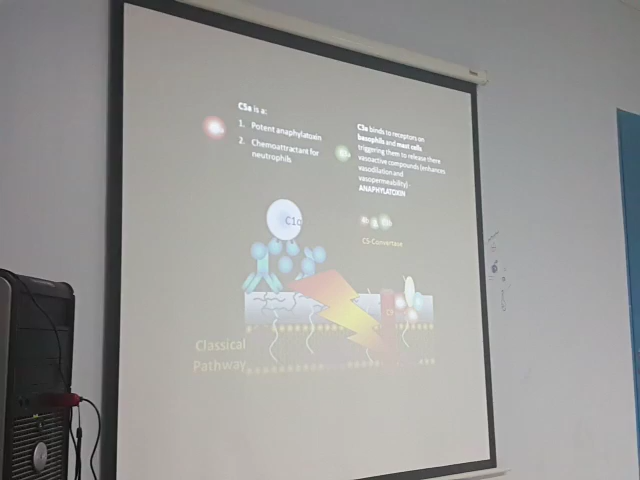 C5a is a:
1. Potent anaphylatoxin
2. Chemoattractant for
neutrophils
C3a binds to receptors on
basophils and mast cells
triggering them to release there
vasoactive compounds (enhances
vasodilation and
vasopermeability) -
ANAPHYLATOXIN
C1q
C5-Convertase
Classical
Pathway